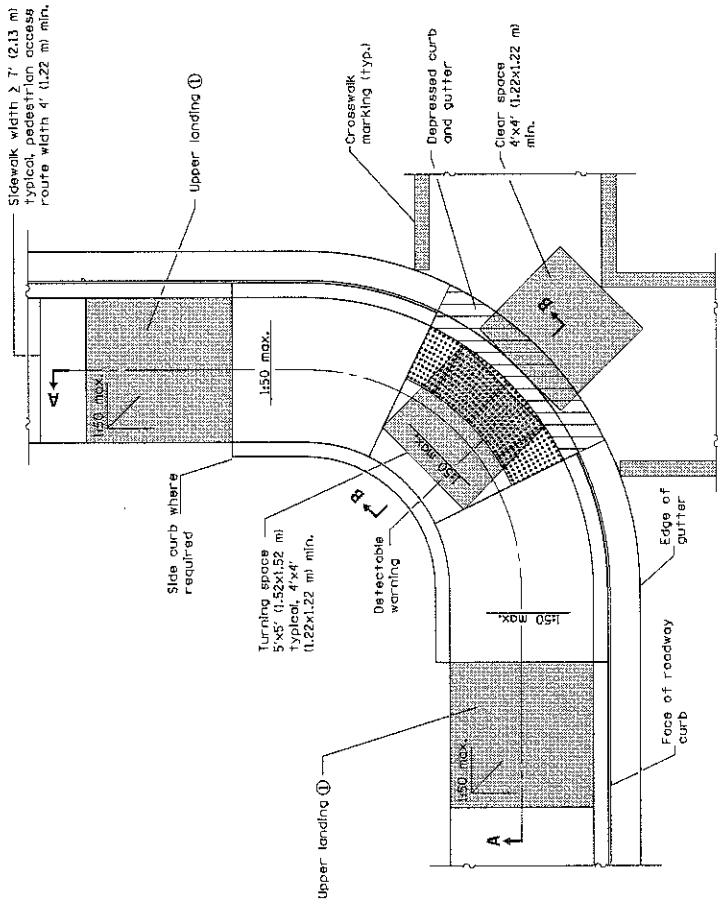 Sidewalk width ≥ 7' (2.13 m)
typical, pedestrian access
route width 4' (1.22 m) min.
Upper landing ①
Crosswalk
marking (typ.)
Depressed curb
and gutter
Clear space
4'x4' (1.22x1.22 m)
min.
A
1:50 max.
1:50 max.
Side curb where
required
B
B
1:50 max.
Turning space
5'x5' (1.52x1.52 m)
typical, 4'x4'
(1.22x1.22 m) min.
Detectable
warning
1:50 max.
Edge of
gutter
Upper landing ①
1:50 max.
A
Face of roadway
curb